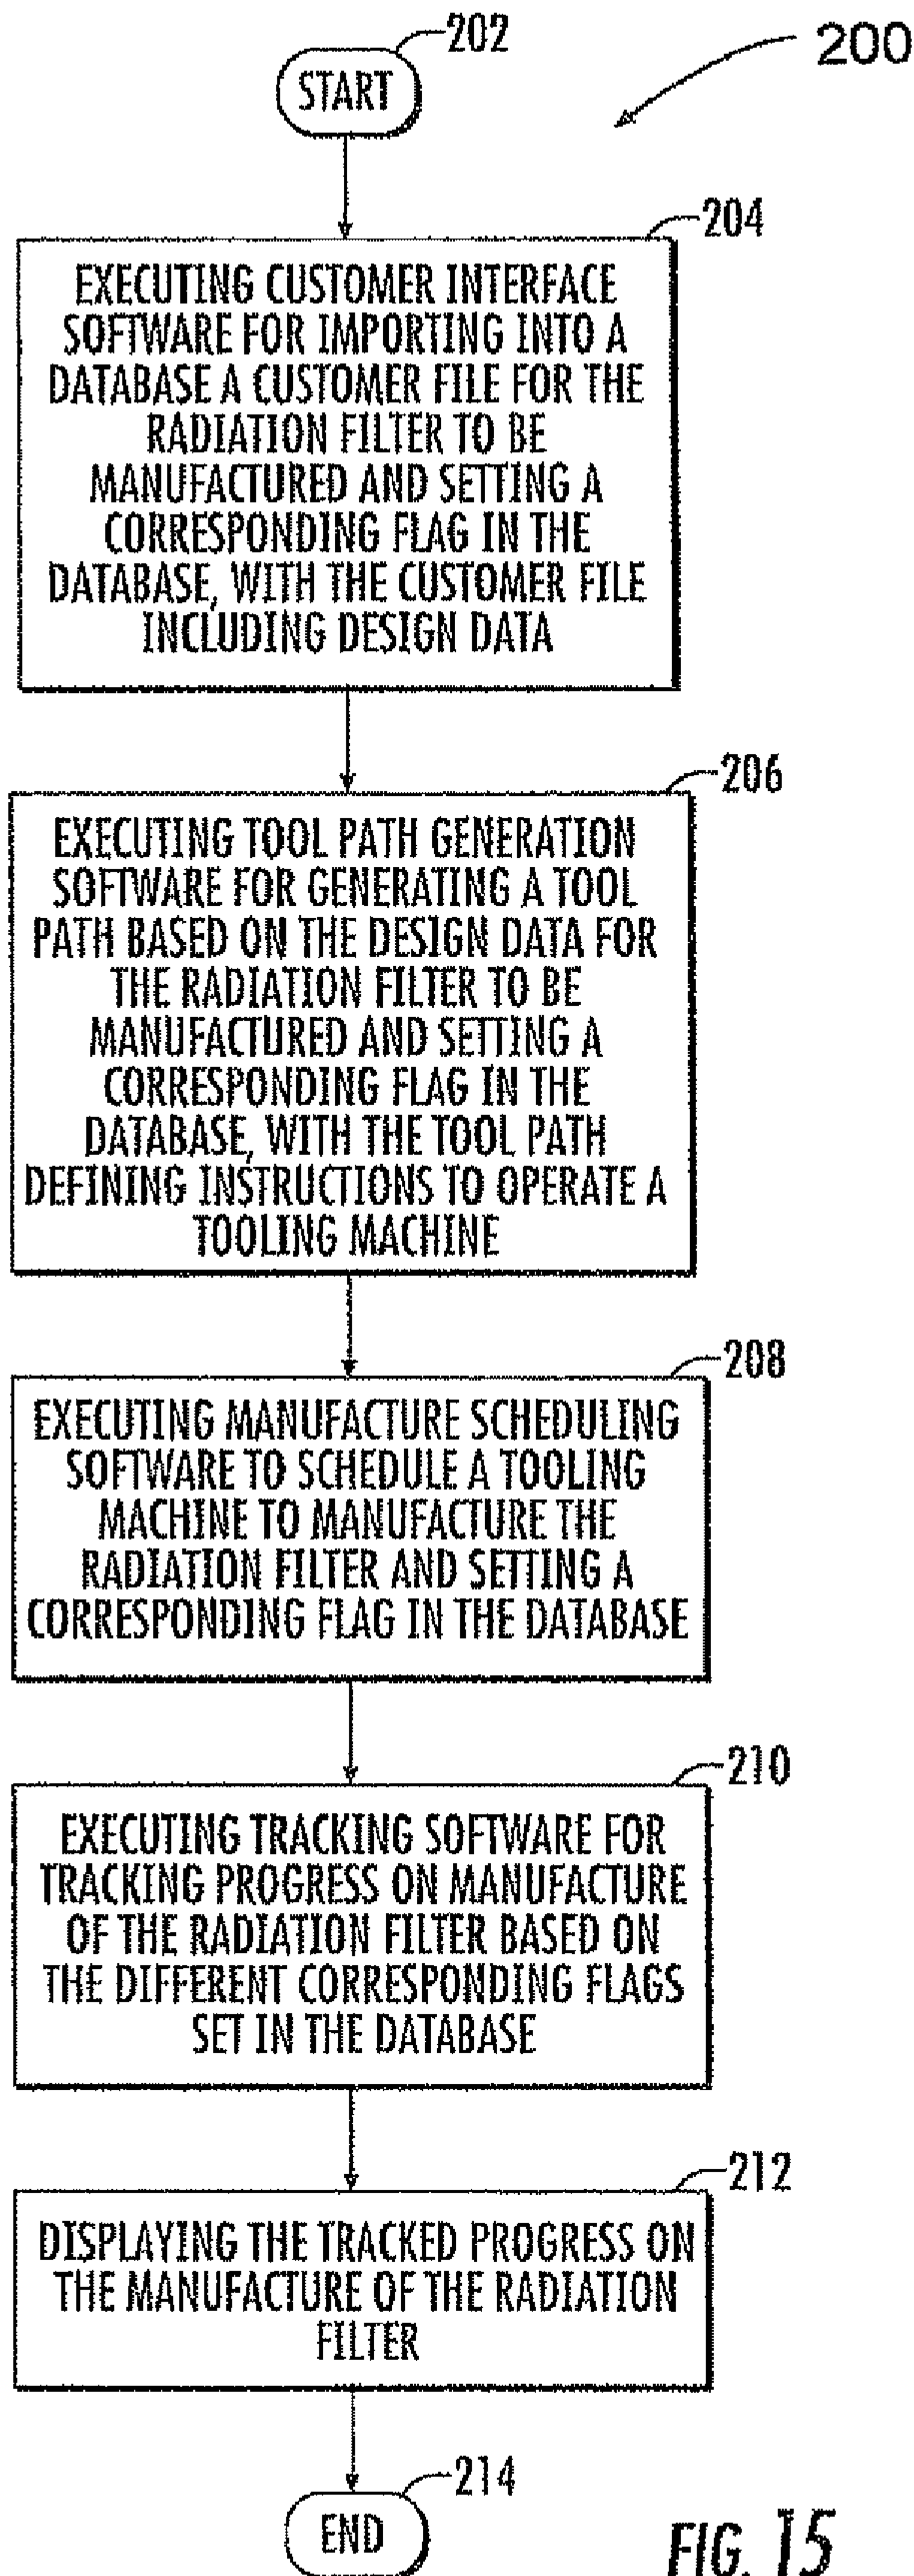 202
200
START
204
EXECUTING CUSTOMER INTERFACE
SOFTWARE FOR IMPORTING INTO A
DATABASE A CUSTOMER FILE FOR THE
RADIATION FILTER TO BE
MANUFACTURED AND SETTING A
CORRESPONDING FLAG IN THE
DATABASE, WITH THE CUSTOMER FILE
INCLUDING DESIGN DATA
206
EXECUTING TOOL PATH GENERATION
SOFTWARE FOR GENERATING A TOOL
PATH BASED ON THE DESIGN DATA FOR
THE RADIATION FILTER TO BE
MANUFACTURED AND SETTING A
CORRESPONDING FLAG IN THE
DATABASE, WITH THE TOOL PATH
DEFINING INSTRUCTIONS TO OPERATE A
TOOLING MACHINE
208
EXECUTING MANUFACTURE SCHEDULING
SOFTWARE TO SCHEDULE A TOOLING
MACHINE TO MANUFACTURE THE
RADIATION FILTER AND SETTING A
CORRESPONDING FLAG IN THE DATABASE
210
EXECUTING TRACKING SOFTWARE FOR
TRACKING PROGRESS ON MANUFACTURE
OF THE RADIATION FILTER BASED ON
THE DIFFERENT CORRESPONDING FLAGS
SET IN THE DATABASE
212
DISPLAYING THE TRACKED PROGRESS ON
THE MANUFACTURE OF THE RADIATION
FILTER
214
END
FIG. 15